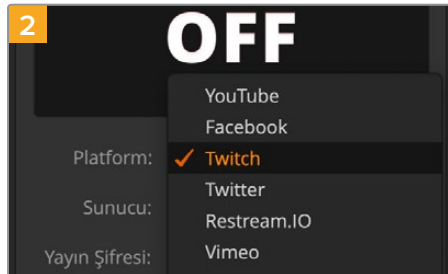 2
OFF
YouTube
Facebook
Platform: ✓ Twitch
Twitter
Sunucu:
Restream.IO
Yayın Şifresi: Vimeo